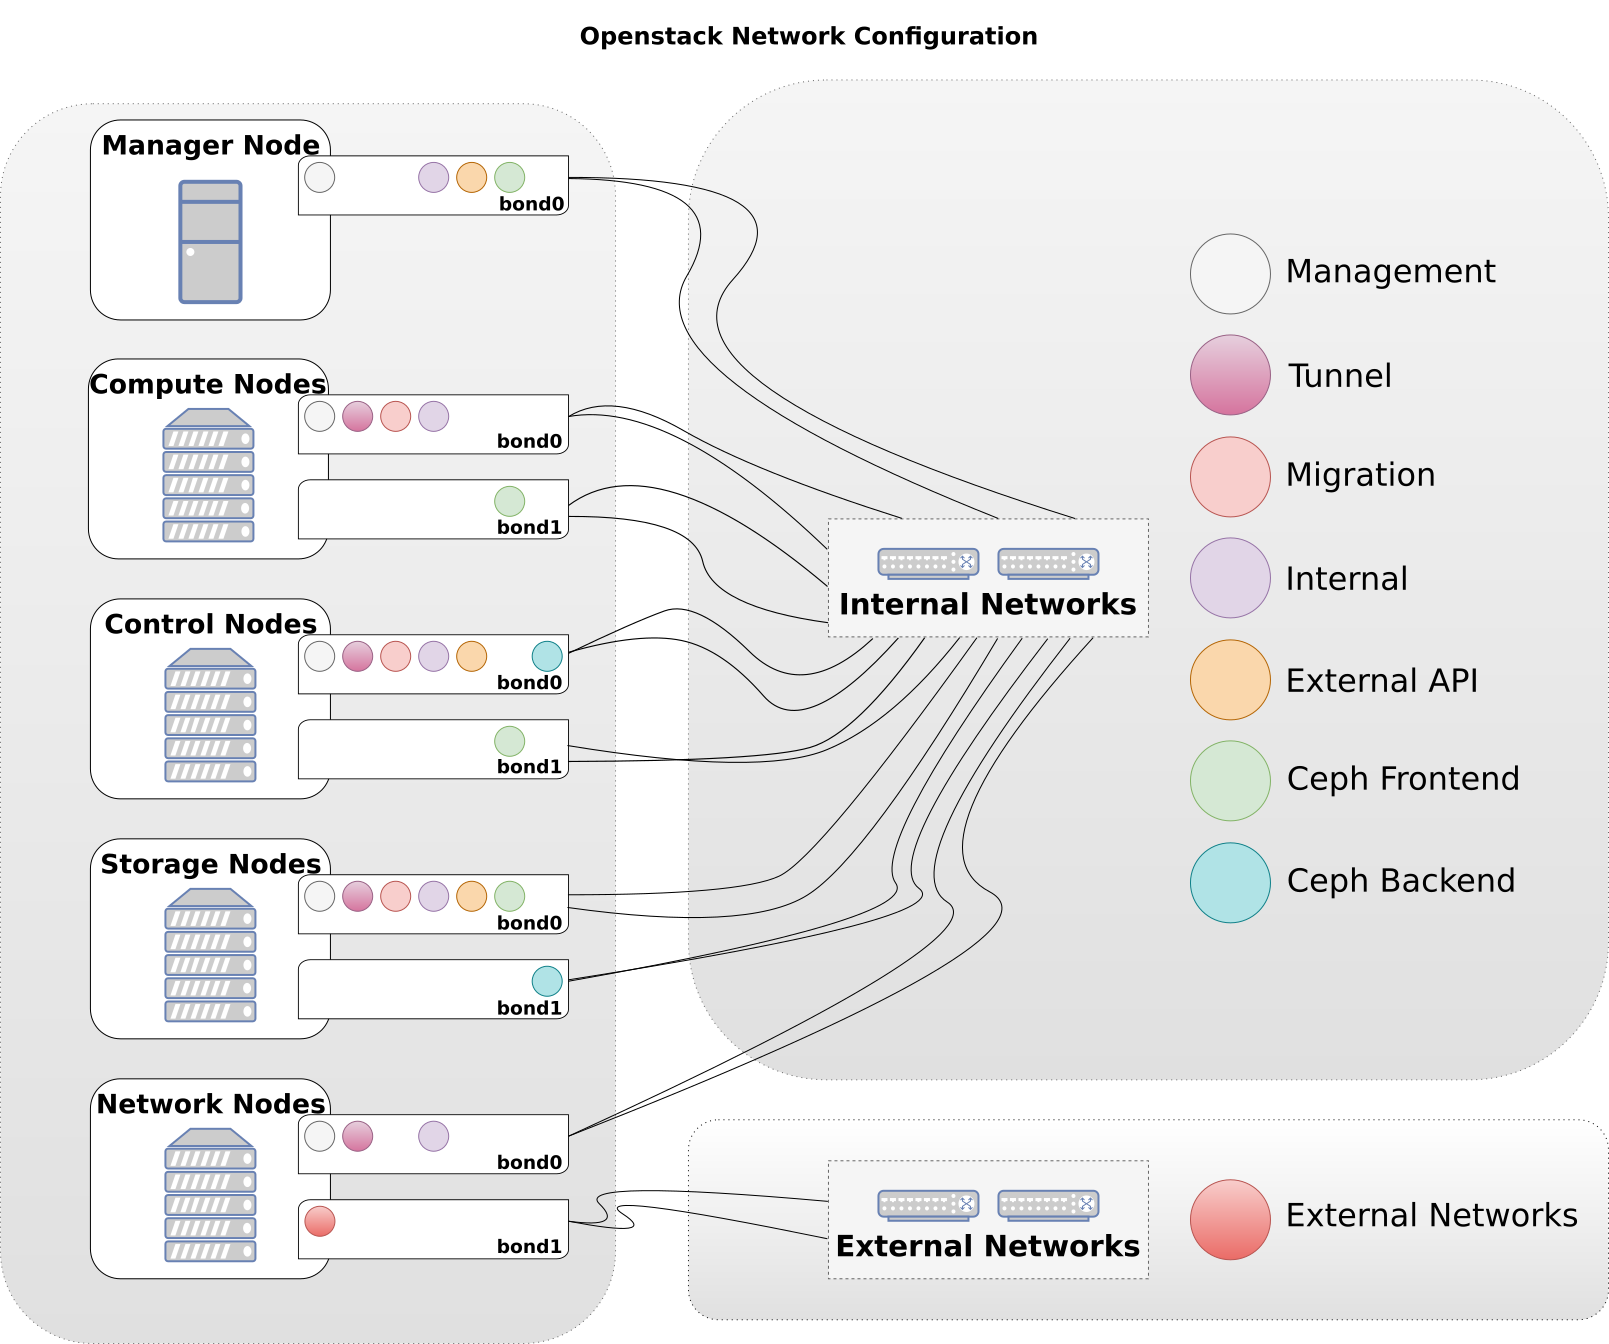 Openstack Network Configuration
Manager Node
bond0
Compute Nodes
bond0
bond1
Control Nodes
bond0
bond1
Storage Nodes
bond0
bond1
Network Nodes
bond0
bond1
Internal Networks
Management
Tunnel
Migration
Internal
External API
Ceph Frontend
Ceph Backend
External Networks
External Networks